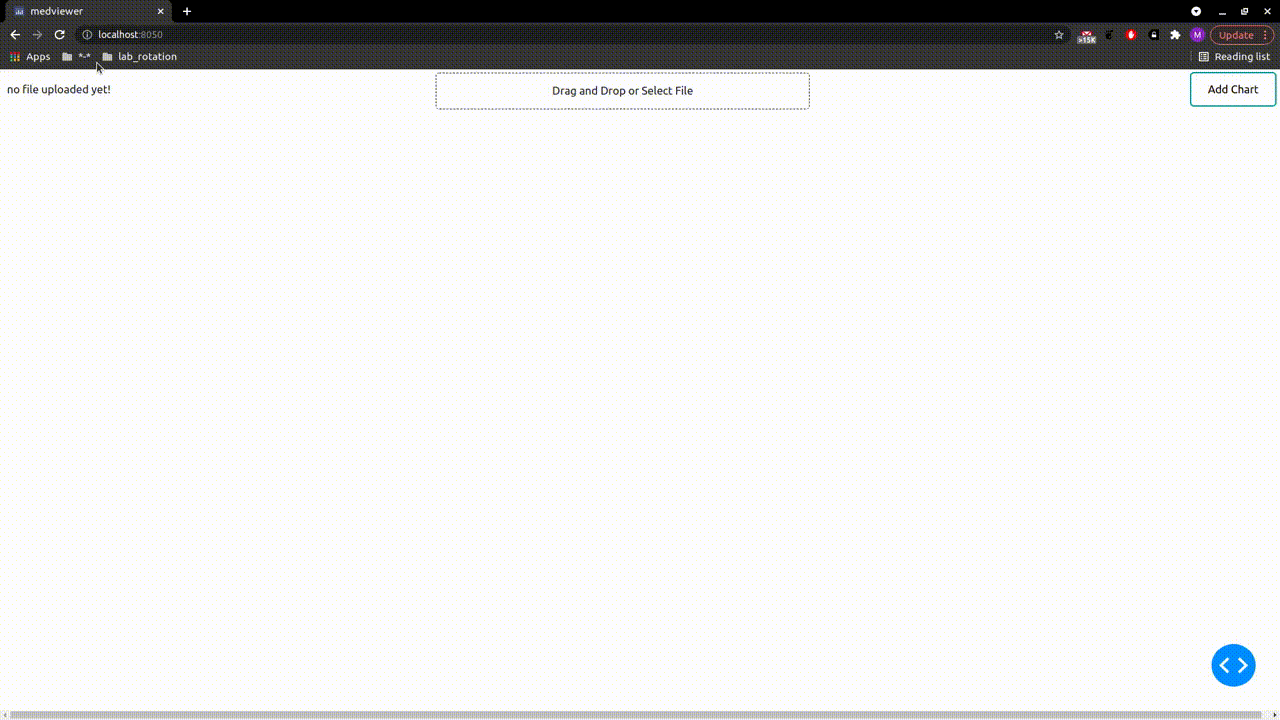 medviewer
localhost:8050
>15K
M
Update
Apps
*-*
lab_rotation
Reading list
no file uploaded yet!
Drag and Drop or Select File
Add Chart